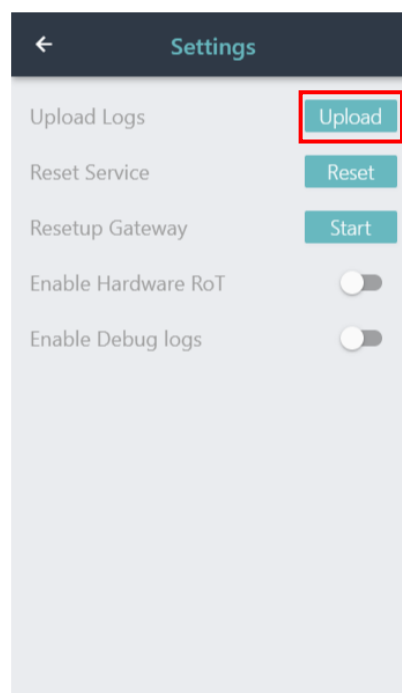 Settings
Upload Logs Upload
Reset Service Reset
Resetup Gateway Start
Enable Hardware RoT
Enable Debug logs